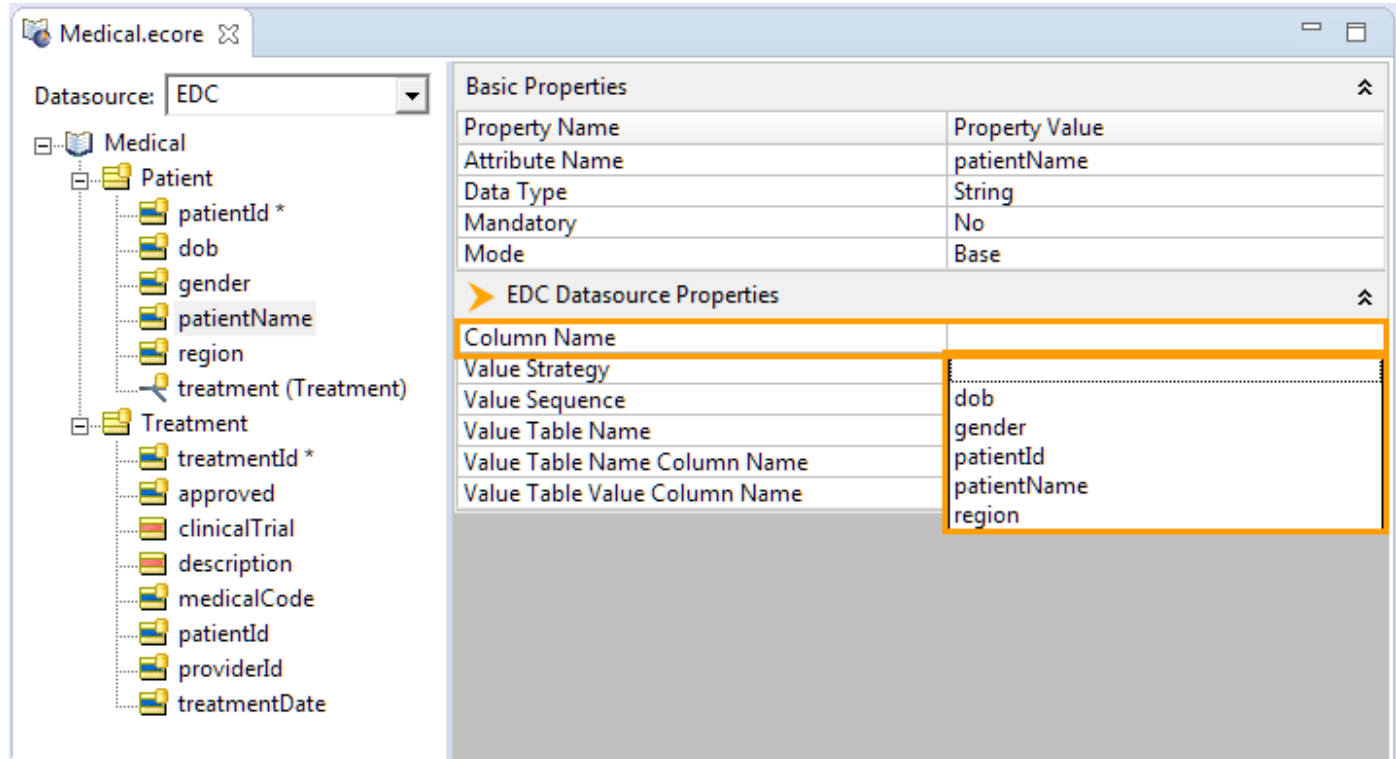 Medical.ecore
Datasource: EDC
Medical
Patient
patientId *
dob
gender
patientName
region
treatment (Treatment)
Treatment
treatmentId *
approved
clinicalTrial
description
medicalCode
patientId
providerId
treatmentDate
Basic Properties
Property Name Property Value
Attribute Name patientName
Data Type String
Mandatory No
Mode Base
EDC Datasource Properties
Column Name
Value Strategy
Value Sequence
Value Table Name
Value Table Name Column Name
Value Table Value Column Name
dob
gender
patientId
patientName
region